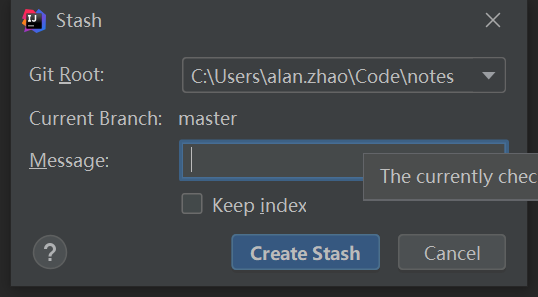 IJ
Stash
Git Root:
C:\Users\alan.zhao\Code\notes
Current Branch: master
Message:
The currently chec
Keep index
?
Create Stash
Cancel